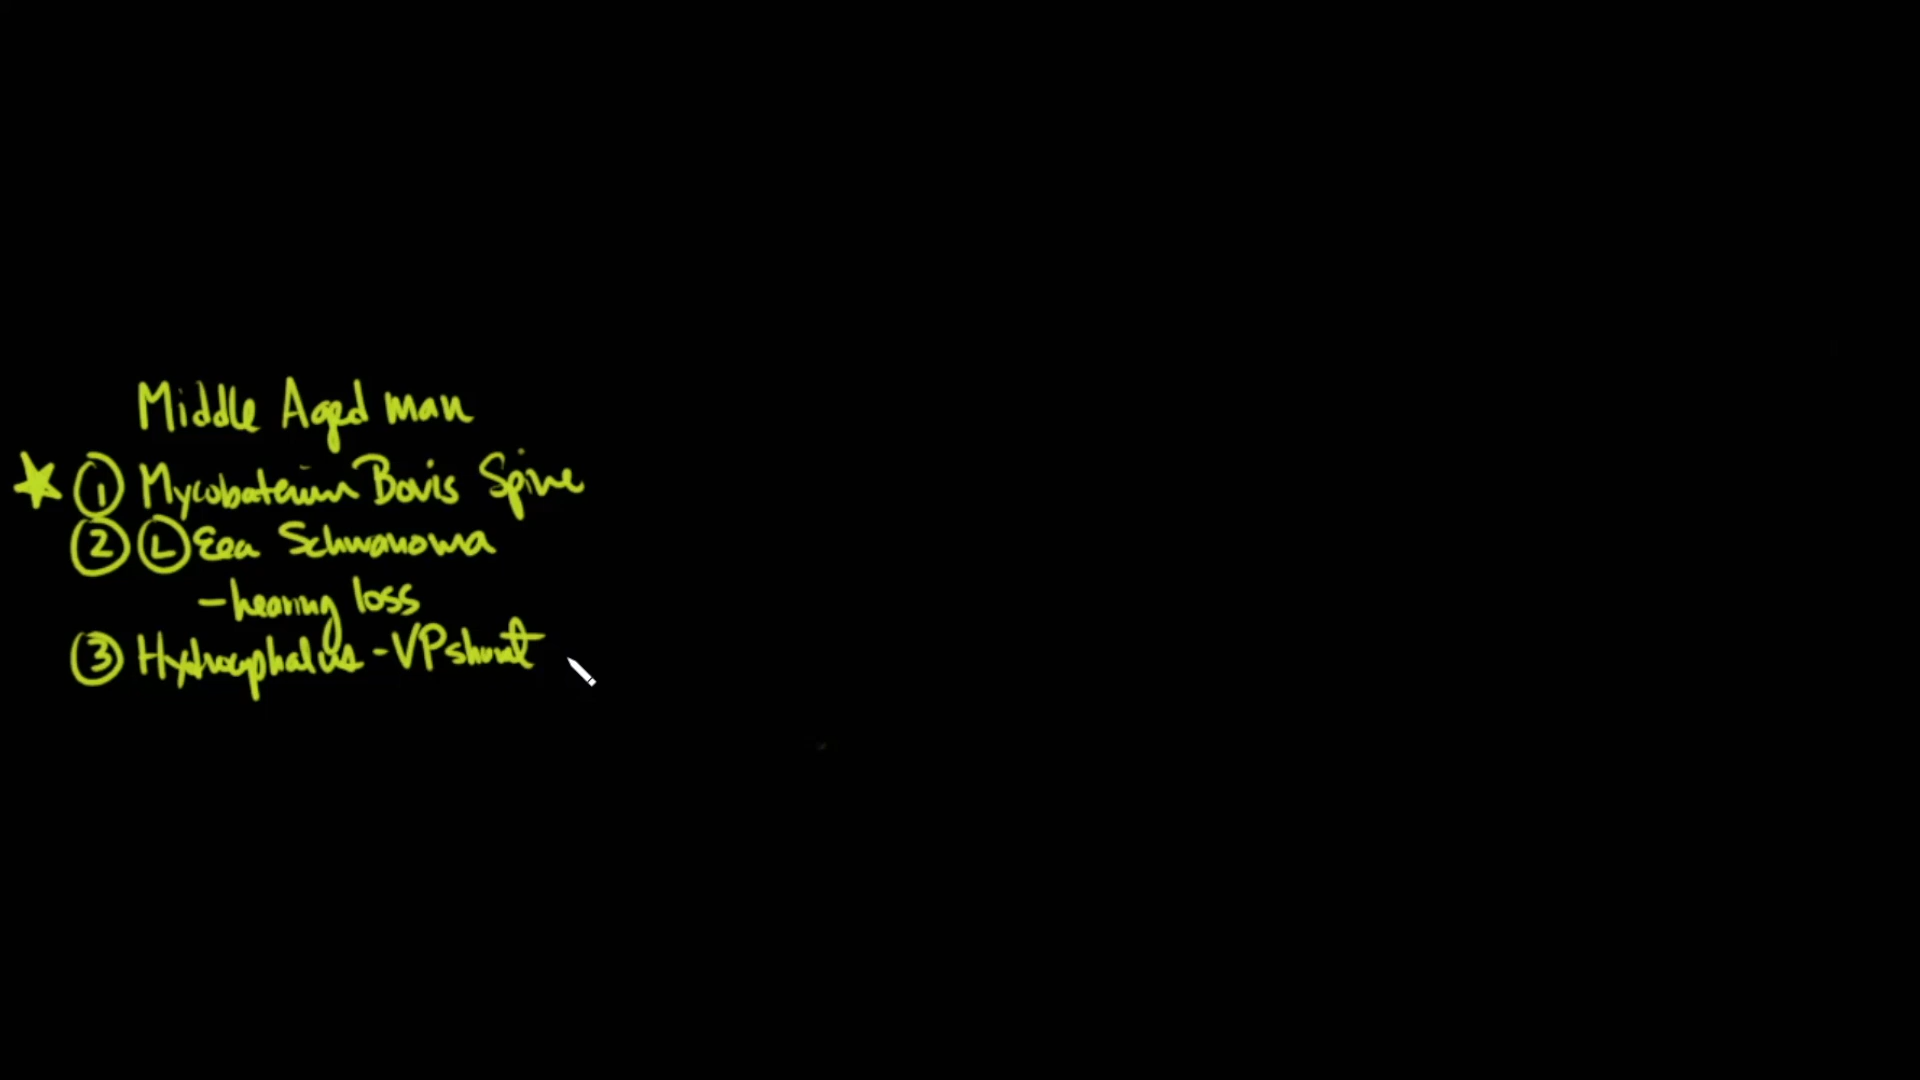 Middle Aged man
① Mycobaterium Bovis Spine
② Ⓛ Ear Schwanoma
- hearing loss
③ Hydrocephalus - VP shunt